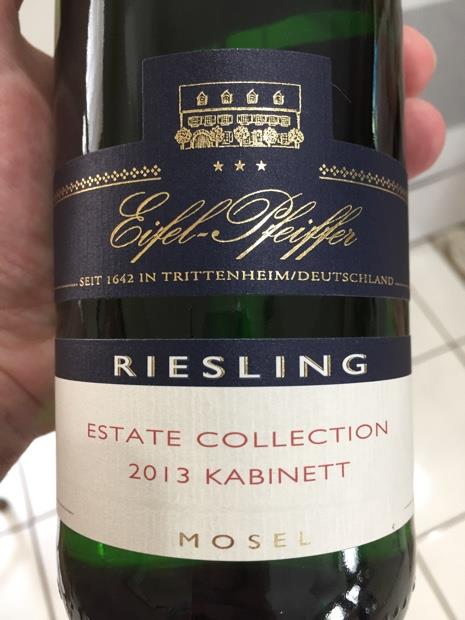 Eifel-Pfeiffer
SEIT 1642 IN TRITTENHEIM/DEUTSCHLAND
RIESLING
ESTATE COLLECTION
2013 KABINETT
MOSEL